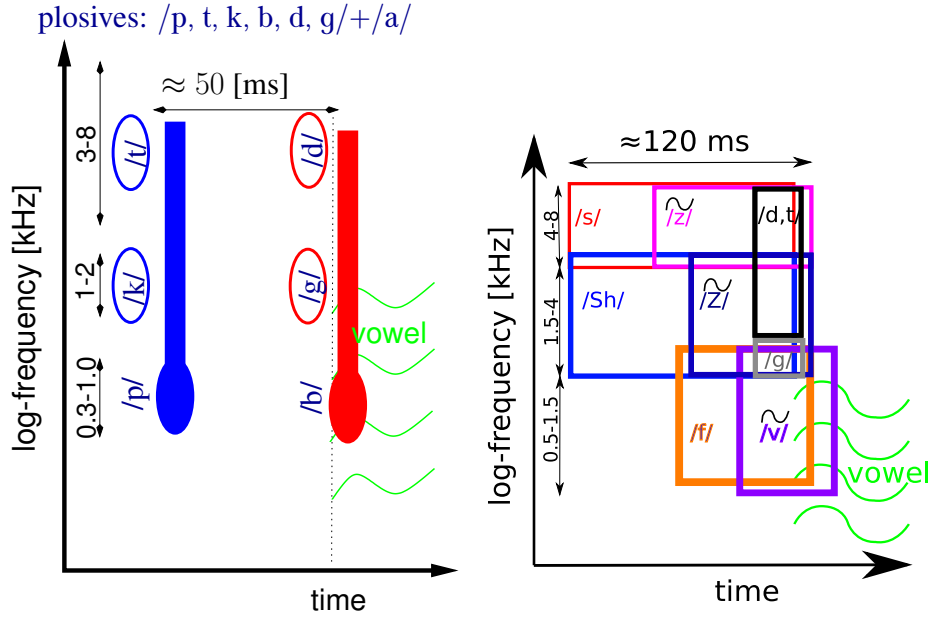 plosives: /p, t, k, b, d, g/+/a/
≈ 50 [ms]
3-8
1-2
0.3-1.0
log-frequency [kHz]
/t/
/k/
/p/
/d/
/g/
/b/
vowel
time
≈120 ms
4-8
1.5-4
0.5-1.5
log-frequency [kHz]
/s/
/z/
/d,t/
/Sh/
/Z/
/g/
/f/
/v/
vowel
time